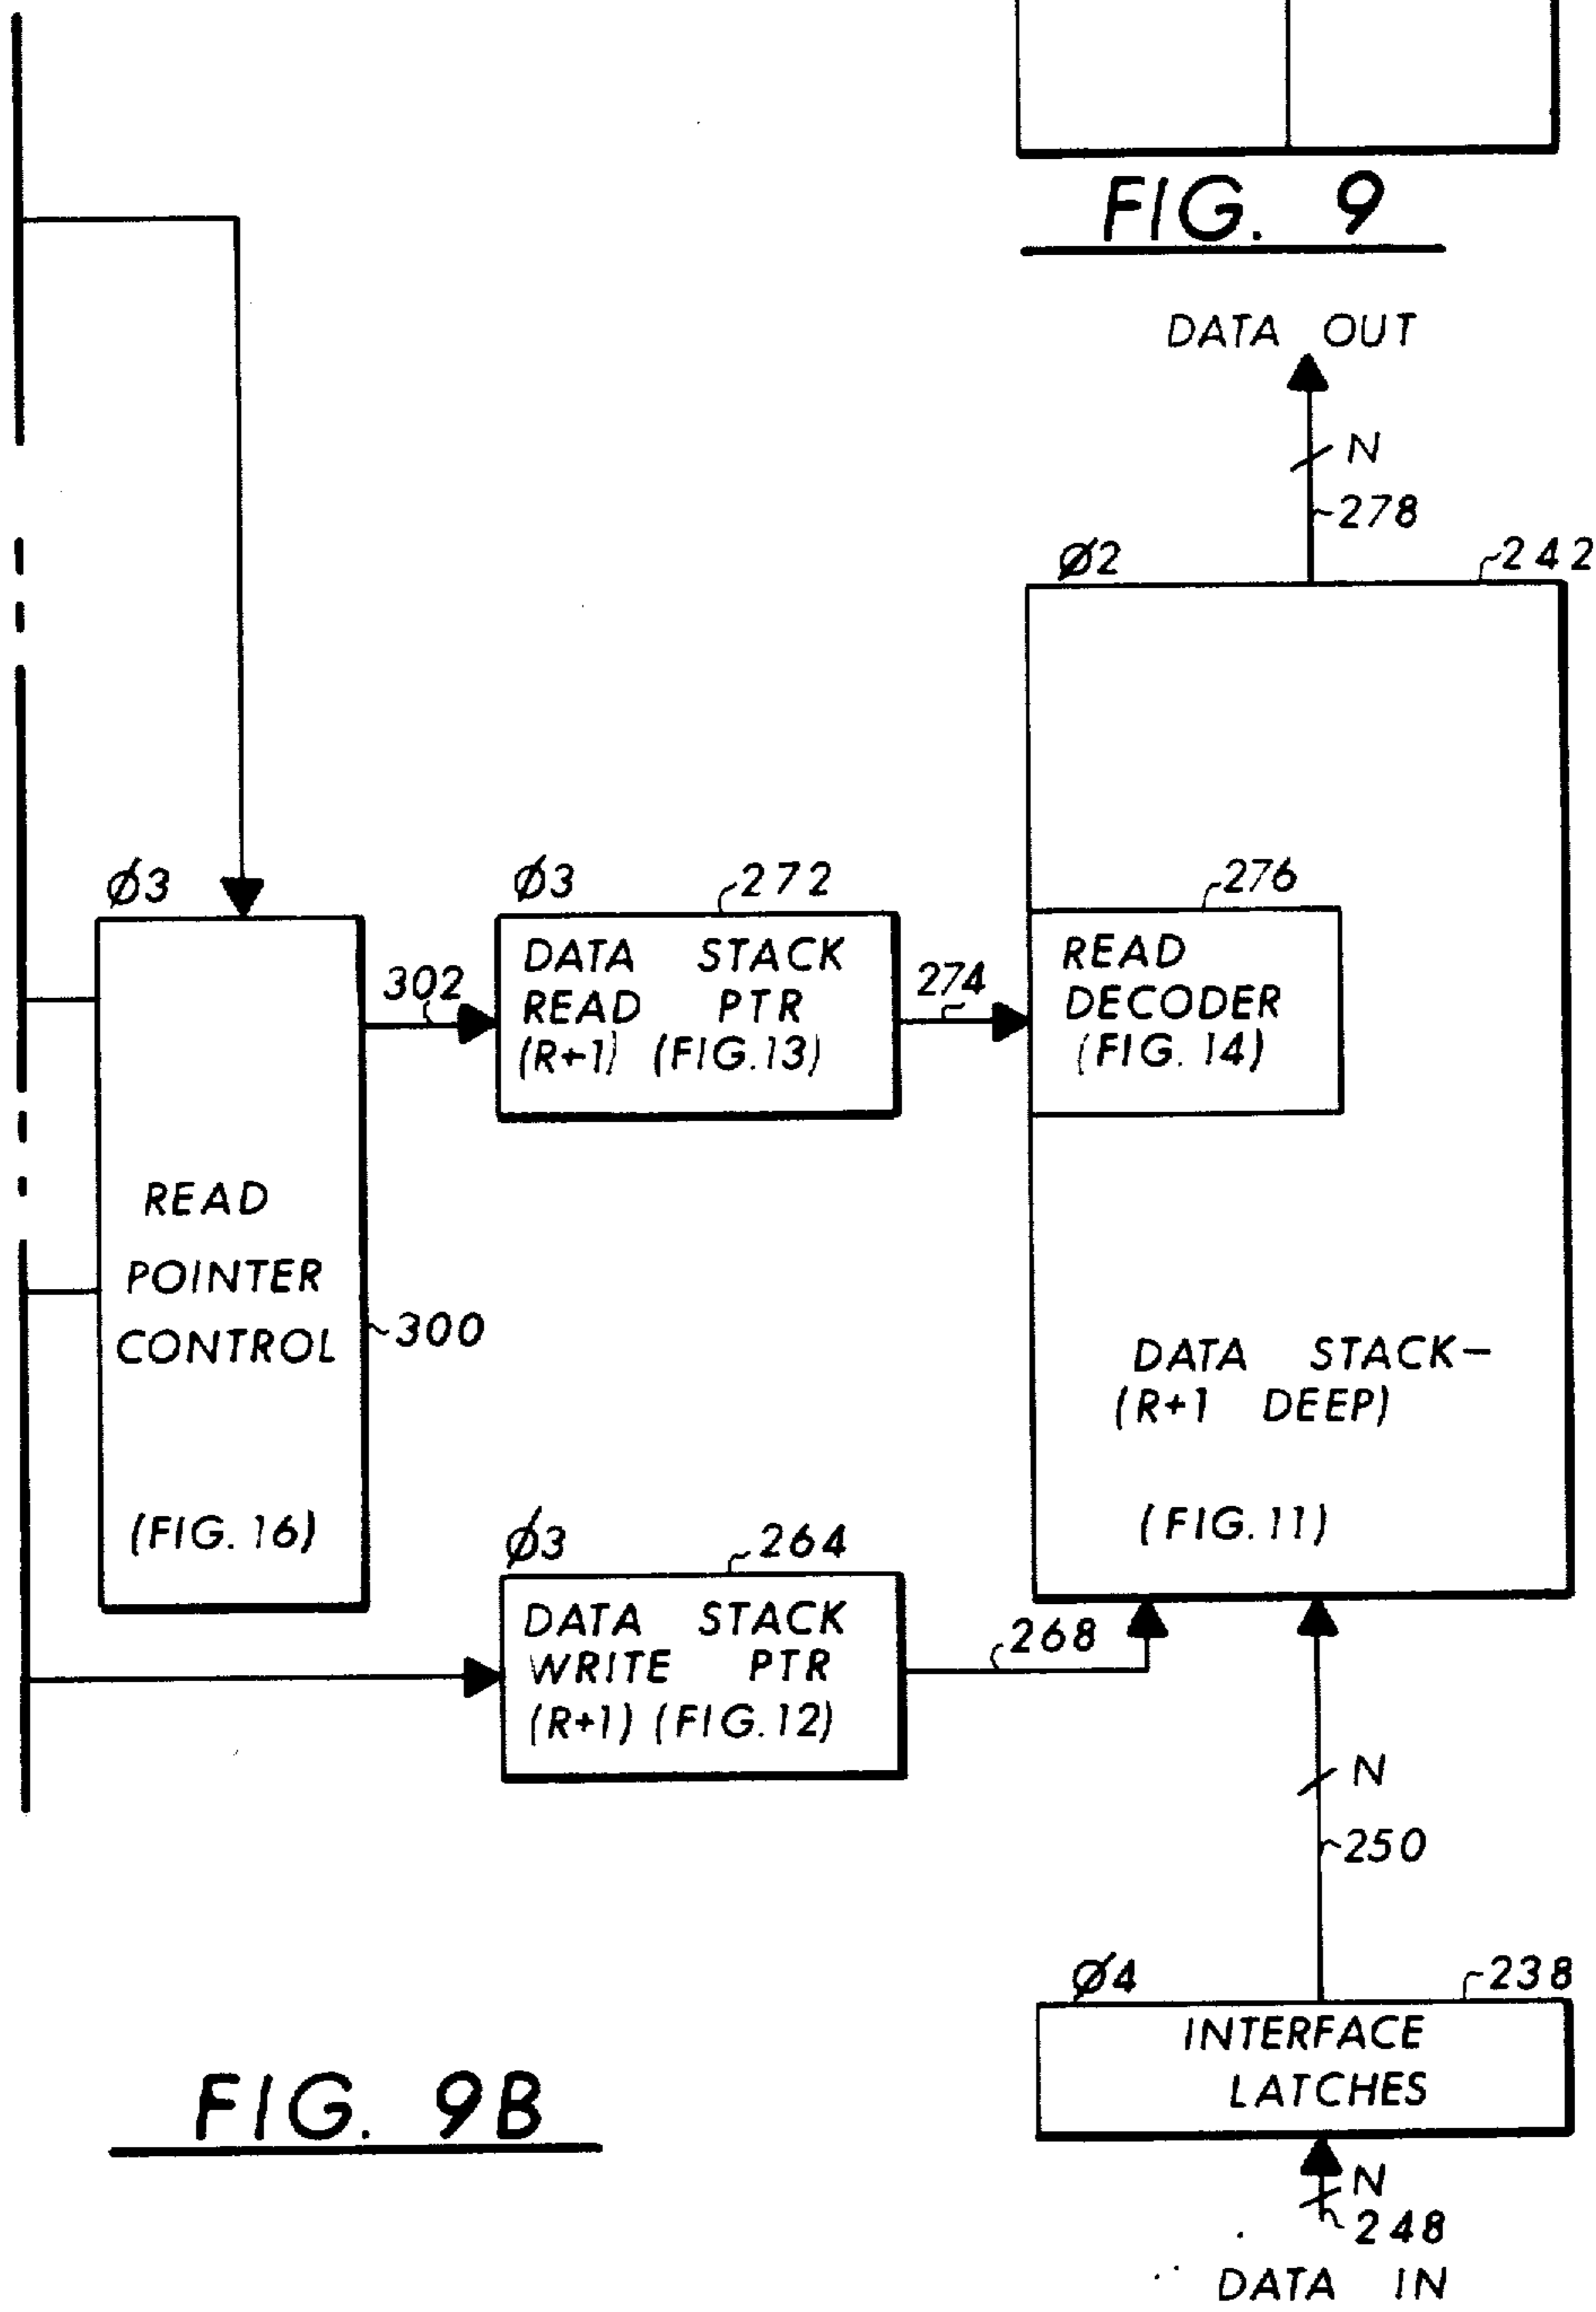 FIG. 9
DATA OUT
N
278
Ø2
242
Ø3
Ø3
272
276
302
DATA STACK
READ PTR
(R+1) (FIG.13)
274
READ
DECODER
(FIG. 14)
READ
POINTER
CONTROL
300
(FIG. 16)
DATA STACK-
(R+1 DEEP)
(FIG. 11)
Ø3
264
DATA STACK
WRITE PTR
(R+1) (FIG.12)
268
N
250
Ø4
238
INTERFACE
LATCHES
FIG. 9B
N
248
DATA IN